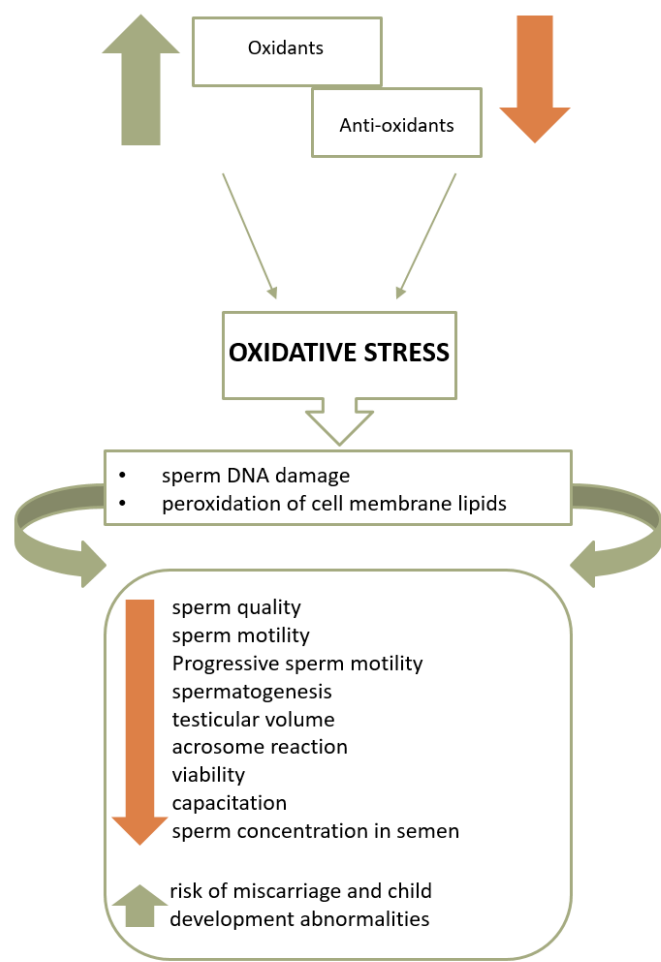 Oxidants
Anti-oxidants
OXIDATIVE STRESS
• sperm DNA damage
• peroxidation of cell membrane lipids
sperm quality
sperm motility
Progressive sperm motility
spermatogenesis
testicular volume
acrosome reaction
viability
capacitation
sperm concentration in semen
risk of miscarriage and child
development abnormalities